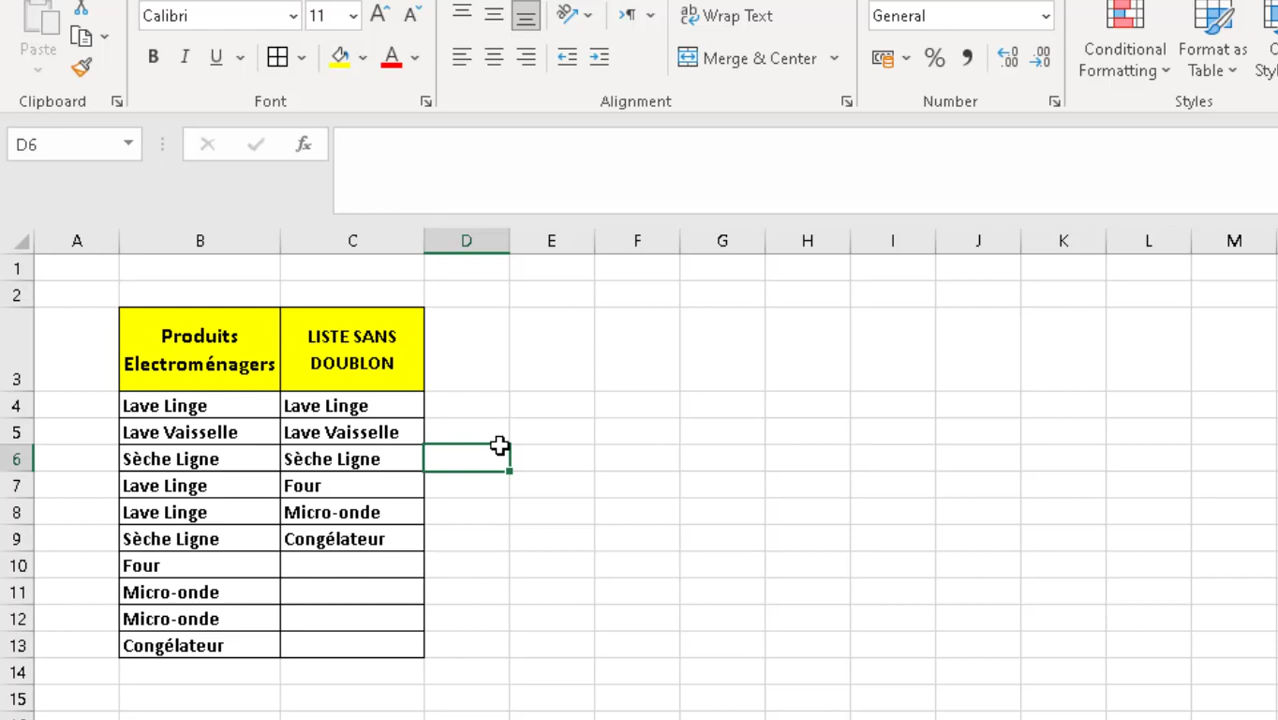 Calibri 11 Wrap Text General
Paste B I U Merge & Center % Conditional Formatting Format as Table
Clipboard Font Alignment Number Styles
D6 fx
A B C D E F G H I J K L M
1
2
3 Produits Electroménagers LISTE SANS DOUBLON
4 Lave Linge Lave Linge
5 Lave Vaisselle Lave Vaisselle
6 Sèche Ligne Sèche Ligne
7 Lave Linge Four
8 Lave Linge Micro-onde
9 Sèche Ligne Congélateur
10 Four
11 Micro-onde
12 Micro-onde
13 Congélateur
14
15